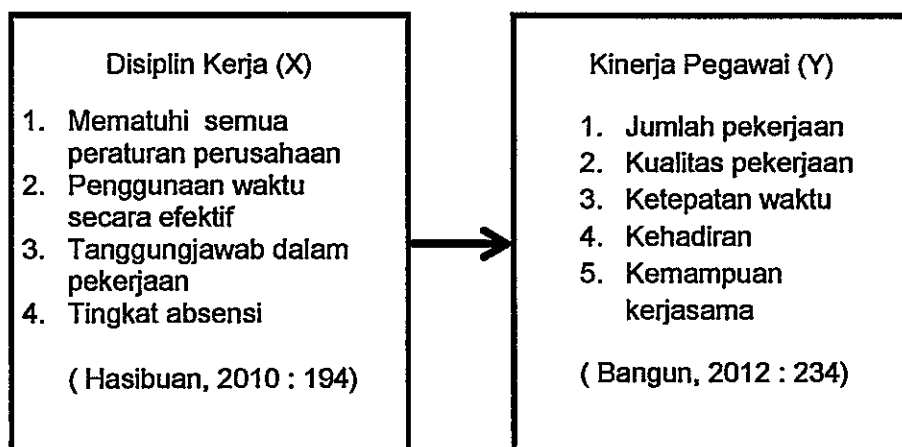 Disiplin Kerja (X)
1. Mematuhi semua
peraturan perusahaan
2. Penggunaan waktu
secara efektif
3. Tanggungjawab dalam
pekerjaan
4. Tingkat absensi
( Hasibuan, 2010 : 194)
Kinerja Pegawai (Y)
1. Jumlah pekerjaan
2. Kualitas pekerjaan
3. Ketepatan waktu
4. Kehadiran
5. Kemampuan
kerjasama
( Bangun, 2012 : 234)